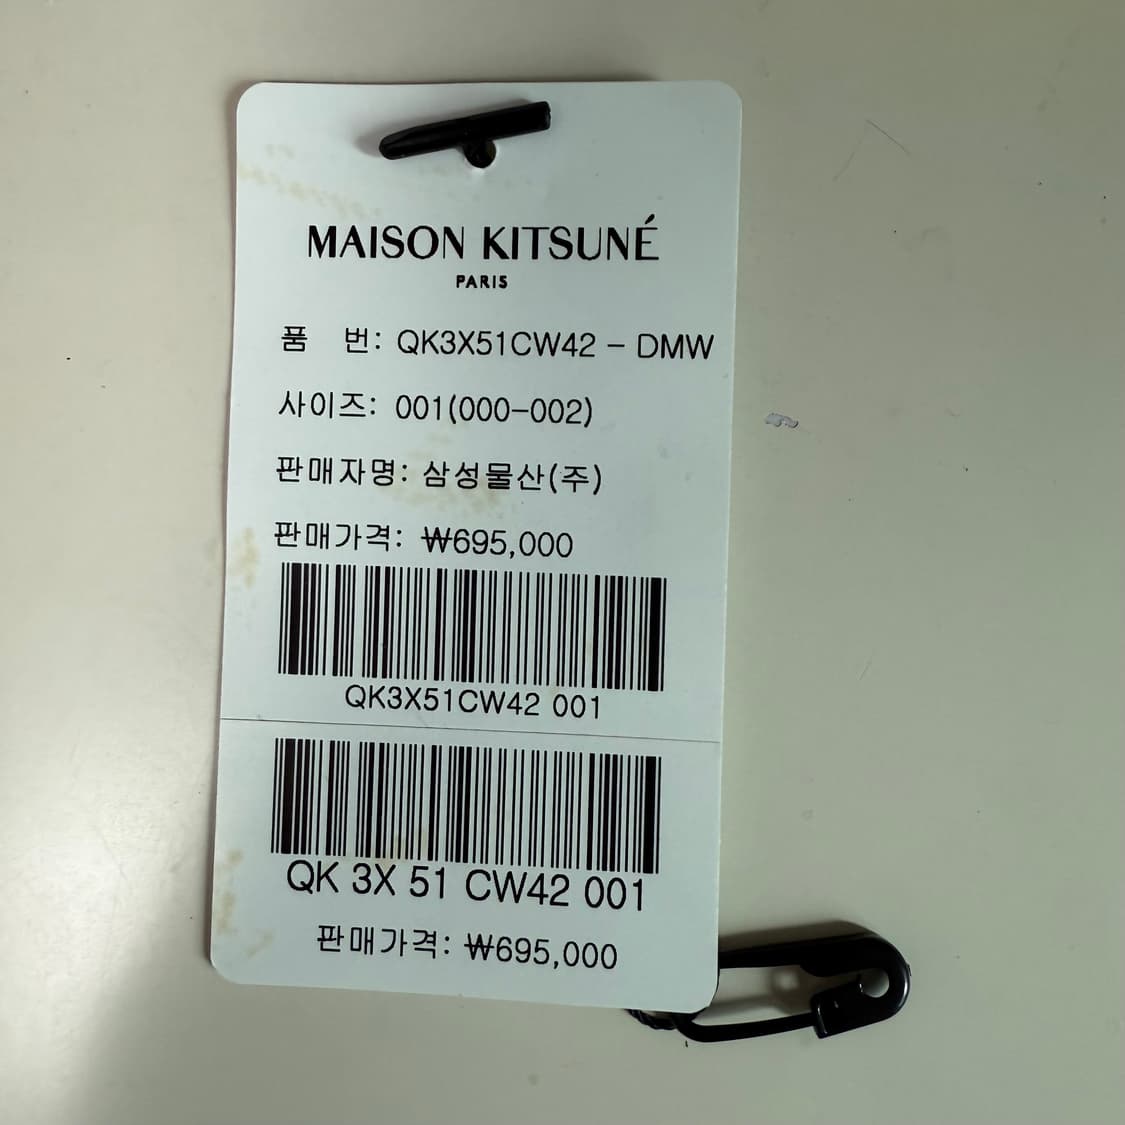 MAISON KITSUNÉ
PARIS
품 번: QK3X51CW42 - DMW
사이즈: 001(000-002)
판매자명: 삼성물산(주)
판매가격: ₩695,000
QK3X51CW42 001
QK 3X 51 CW42 001
판매가격: ₩695,000